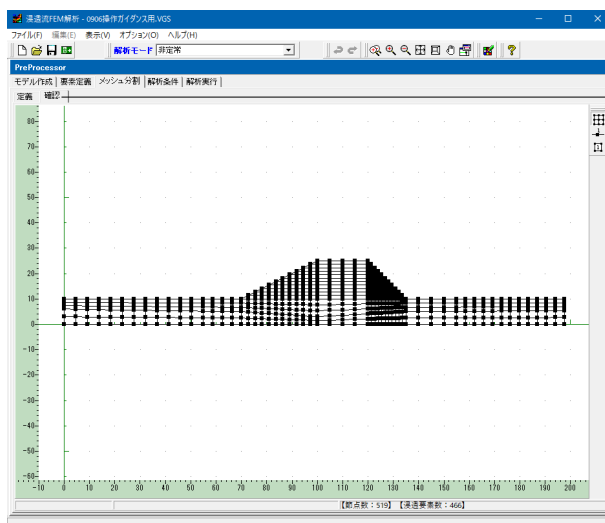 浸透流FEM解析 - 0906操作ガイダンス用.VGS
ファイル(F) 編集(E) 表示(V) オプション(O) ヘルプ(H)
解析モード 非定常
PreProcessor
モデル作成 要素定義 メッシュ分割 解析条件 解析実行
定義 確認
80
70
60
50
40
30
20
10
0
-10
-20
-30
-40
-50
-60
-10 0 10 20 30 40 50 60 70 80 90 100 110 120 130 140 150 160 170 180 190 200
【節点数：519】【浸透要素数：466】